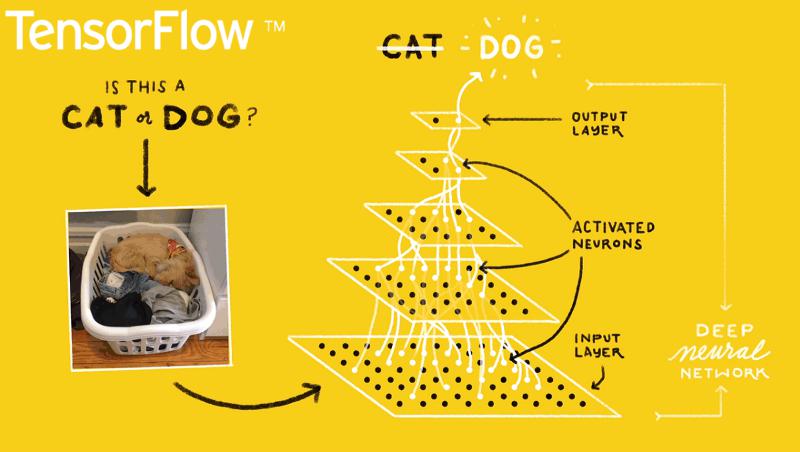 TensorFlow ™
IS THIS A
CAT or DOG?
CAT DOG
OUTPUT
LAYER
ACTIVATED
NEURONS
INPUT
LAYER
DEEP
neural
NETWORK